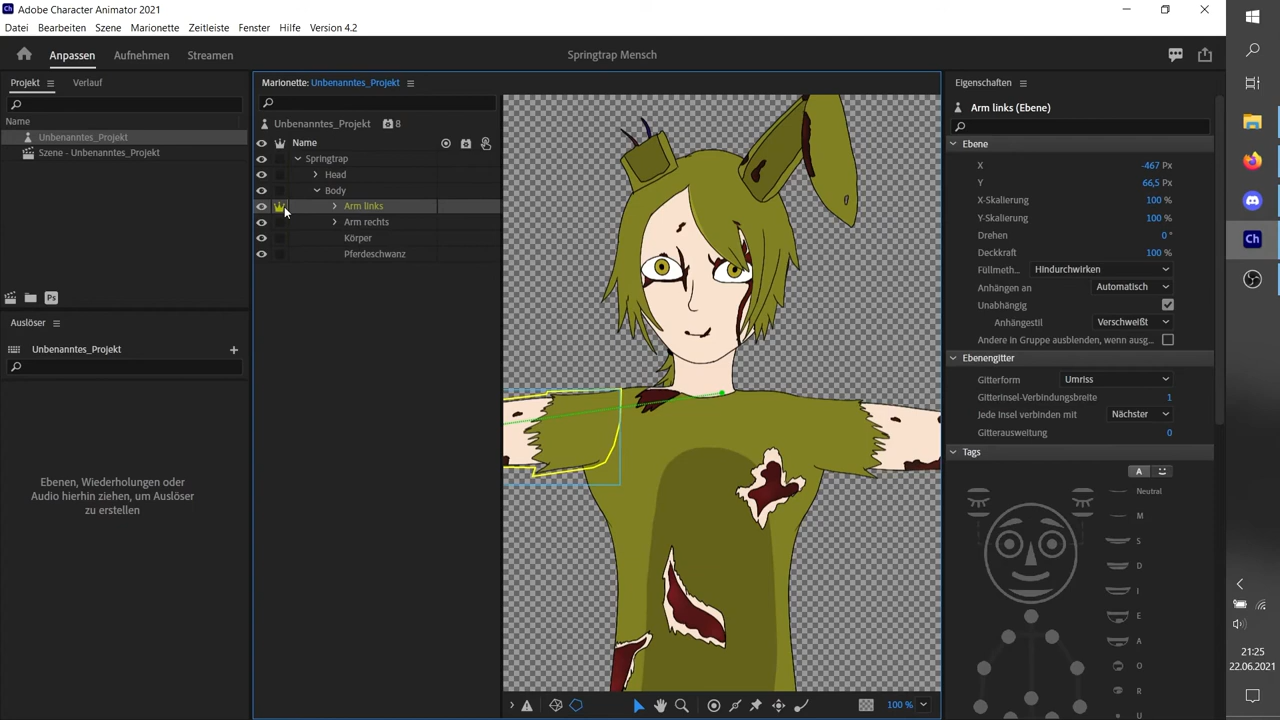 Ch Adobe Character Animator 2021
Datei Bearbeiten Szene Marionette Zeitleiste Fenster Hilfe Version 4.2
Anpassen Aufnehmen Streamen Springtrap Mensch
Projekt Verlauf
Name
Unbenanntes_Projekt
Szene - Unbenanntes_Projekt
Ps
Auslöser
Unbenanntes_Projekt
Ebenen, Wiederholungen oder
Audio hierhin ziehen, um Auslöser
zu erstellen
Marionette: Unbenanntes_Projekt
Unbenanntes_Projekt 8
Name
Springtrap
Head
Body
Arm links
Arm rechts
Körper
Pferdeschwanz
100 %
Eigenschaften
Arm links (Ebene)
Ebene
X -467 Px
Y 66,5 Px
X-Skalierung 100 %
Y-Skalierung 100 %
Drehen 0 °
Deckkraft 100 %
Füllmeth... Hindurchwirken
Anhängen an Automatisch
Unabhängig
Anhängestil Verschweißt
Andere in Gruppe ausblenden, wenn ausg...
Ebenengitter
Gitterform Umriss
Gitterinsel-Verbindungsbreite 1
Jede Insel verbinden mit Nächster
Gitterausweitung 0
Tags
A
Neutral
M
S
D
I
E
A
O
R
U
Ch
21:25
22.06.2021